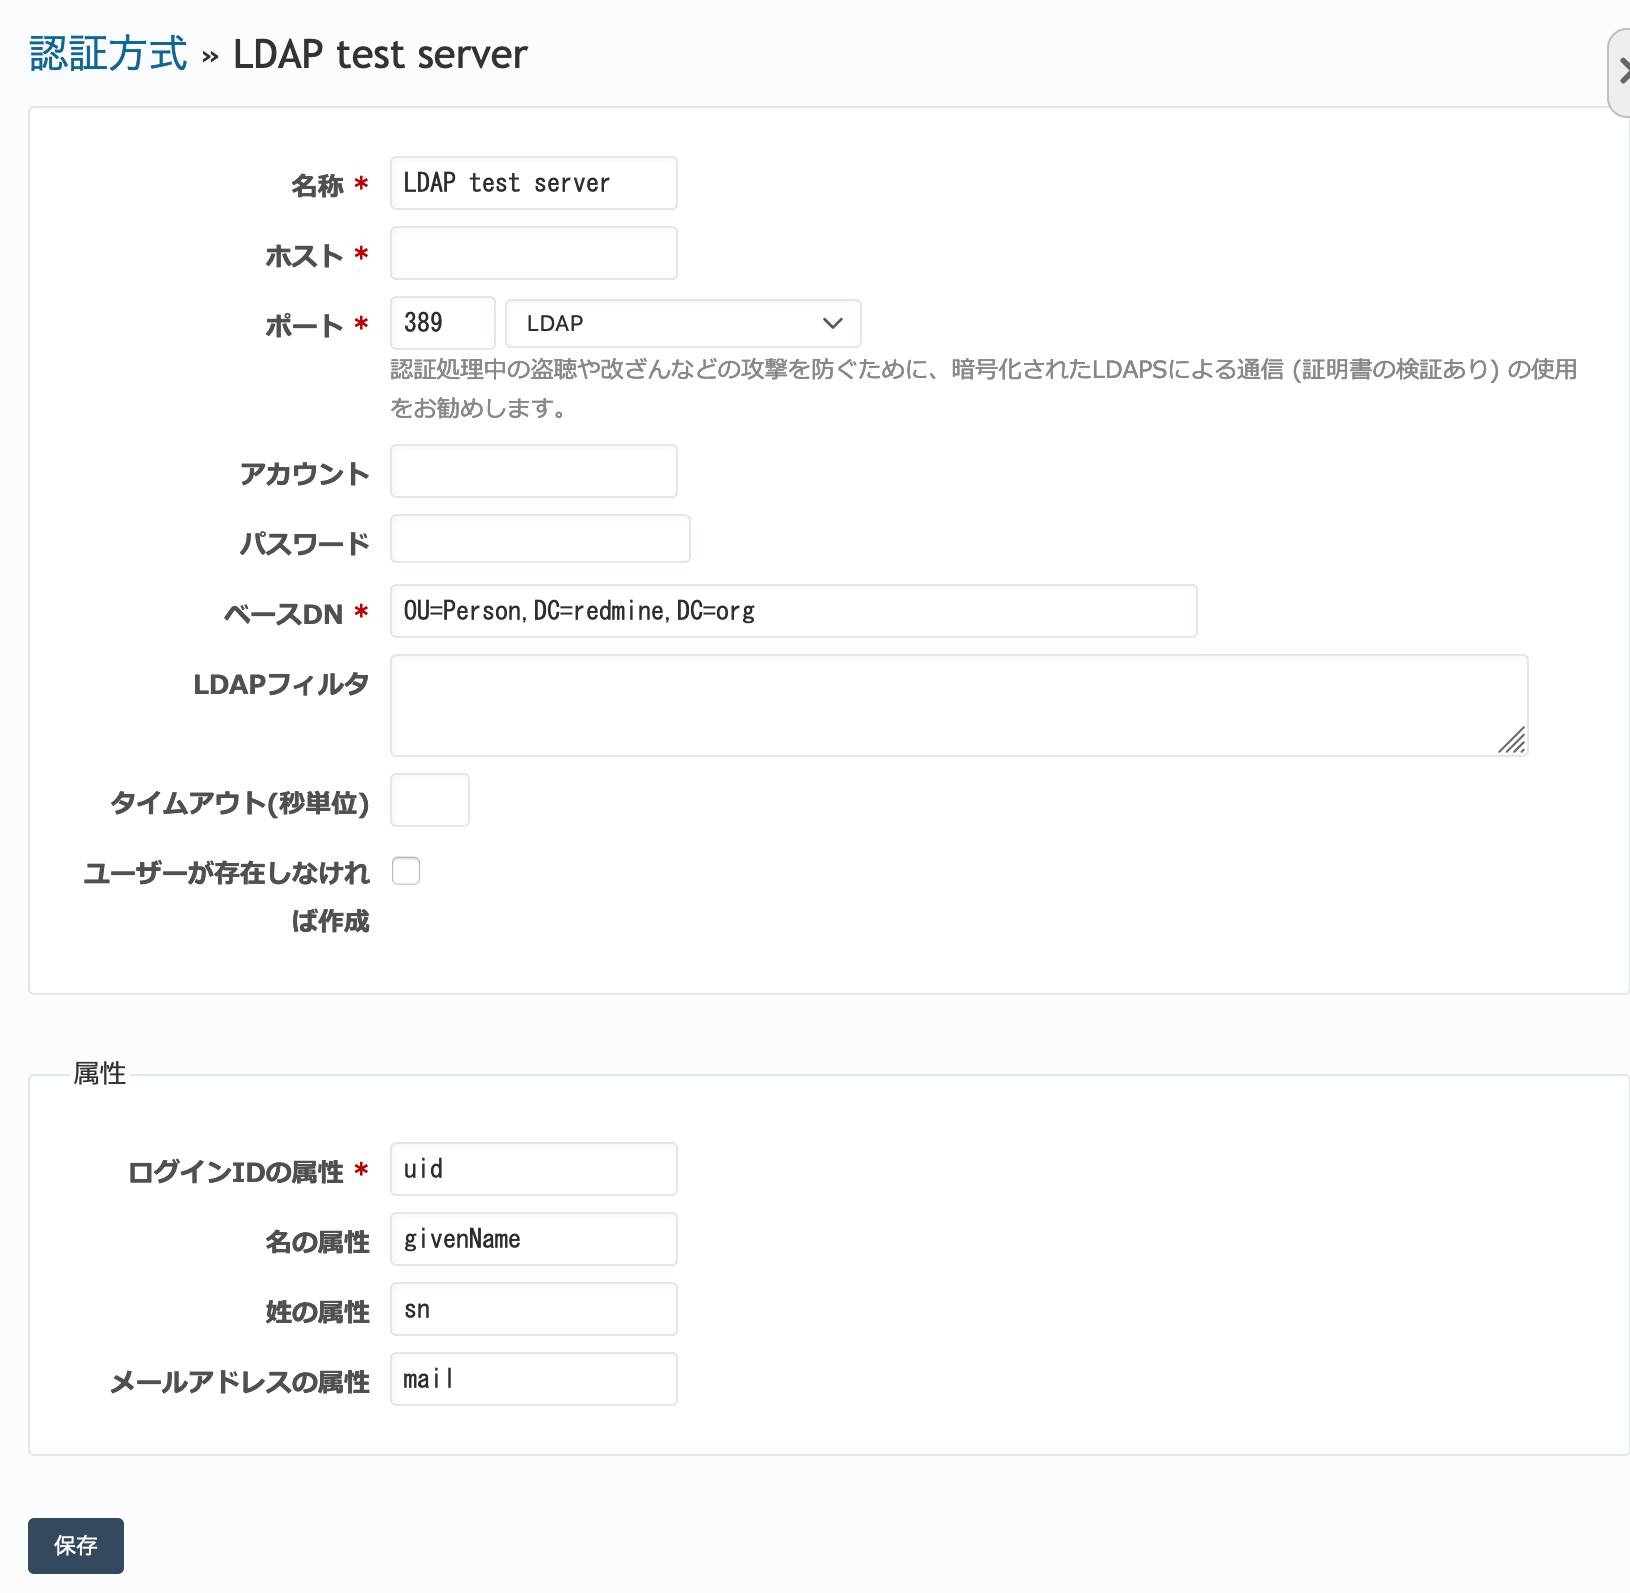 認証方式 » LDAP test server
名称 * LDAP test server
ホスト *
ポート * 389 LDAP
認証処理中の盗聴や改ざんなどの攻撃を防ぐために、暗号化されたLDAPSによる通信 (証明書の検証あり) の使用
をお勧めします。
アカウント
パスワード
ベースDN * OU=Person,DC=redmine,DC=org
LDAPフィルタ
タイムアウト(秒単位)
ユーザーが存在しなけれ
ば作成
属性
ログインIDの属性 * uid
名の属性 givenName
姓の属性 sn
メールアドレスの属性 mail
保存